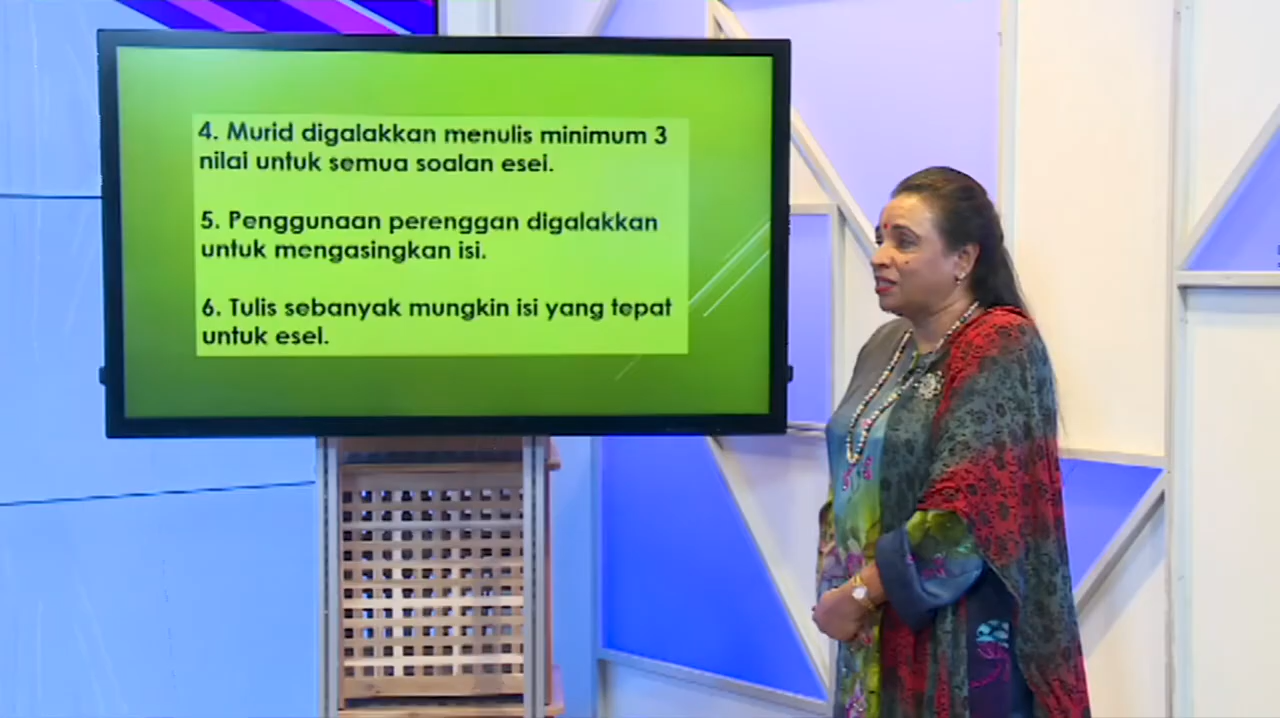 4. Murid digalakkan menulis minimum 3
nilai untuk semua soalan esei.
5. Penggunaan perenggan digalakkan
untuk mengasingkan isi.
6. Tulis sebanyak mungkin isi yang tepat
untuk esei.